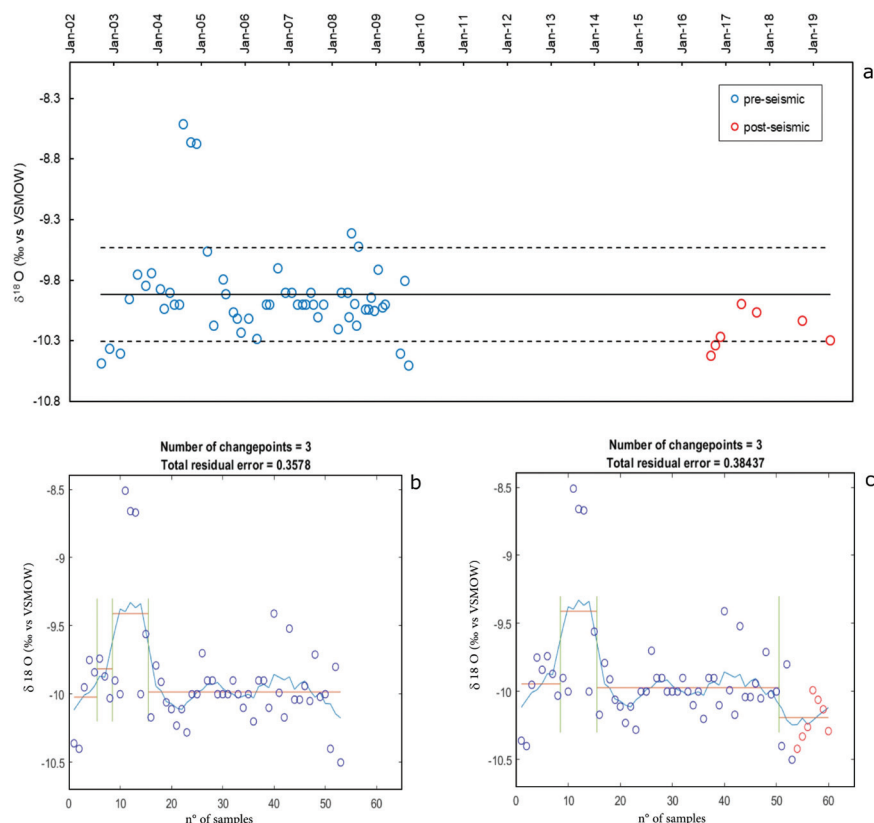 Jan-02 Jan-03 Jan-04 Jan-05 Jan-06 Jan-07 Jan-08 Jan-09 Jan-10 Jan-11 Jan-12 Jan-13 Jan-14 Jan-15 Jan-16 Jan-17 Jan-18 Jan-19
a
pre-seismic
post-seismic
δ¹⁸O (‰ vs VSMOW)
-8.3
-8.8
-9.3
-9.8
-10.3
-10.8
Number of changepoints = 3
Total residual error = 0.3578
b
δ 18 O (‰ vs VSMOW)
-8.5
-9
-9.5
-10
-10.5
0 10 20 30 40 50 60
n° of samples
Number of changepoints = 3
Total residual error = 0.38437
c
δ 18 O (‰ vs VSMOW)
-8.5
-9
-9.5
-10
-10.5
0 10 20 30 40 50 60
n° of samples